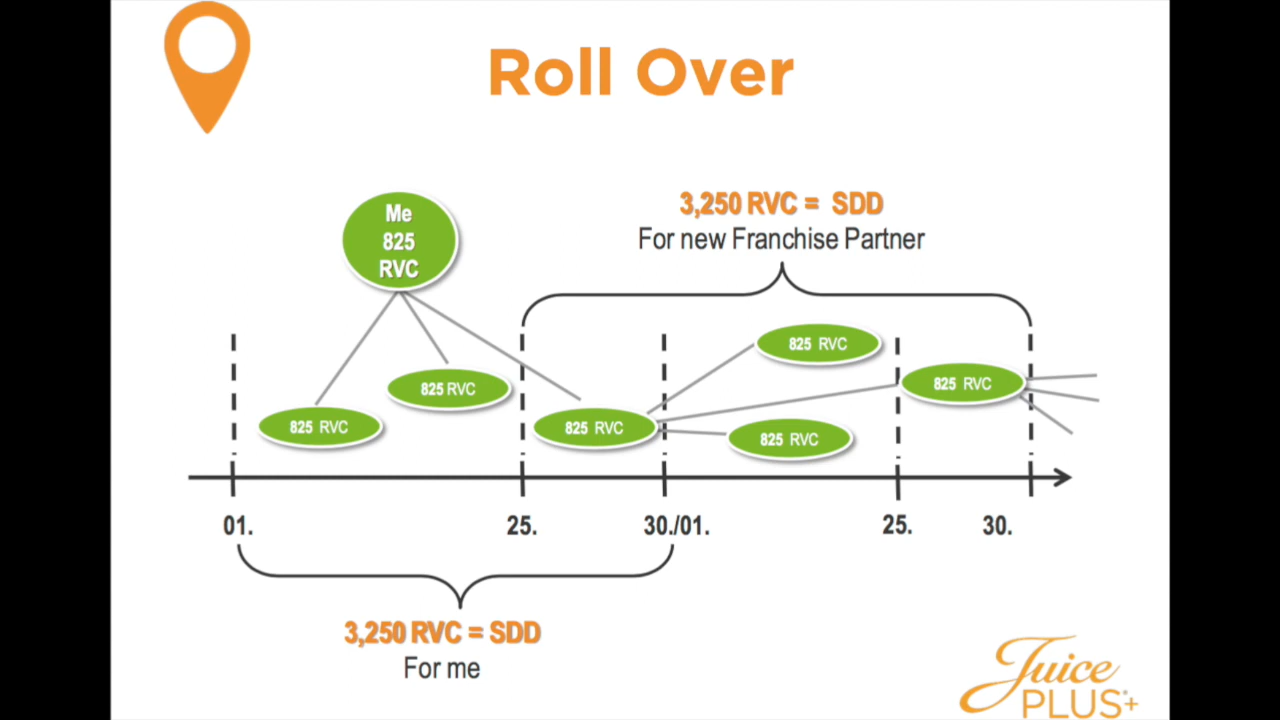 Roll Over
3,250 RVC = SDD
For new Franchise Partner
Me
825
RVC
825 RVC
825 RVC
825 RVC
825 RVC
825 RVC
825 RVC
01.
25.
30./01.
25.
30.
3,250 RVC = SDD
For me
Juice
PLUS+